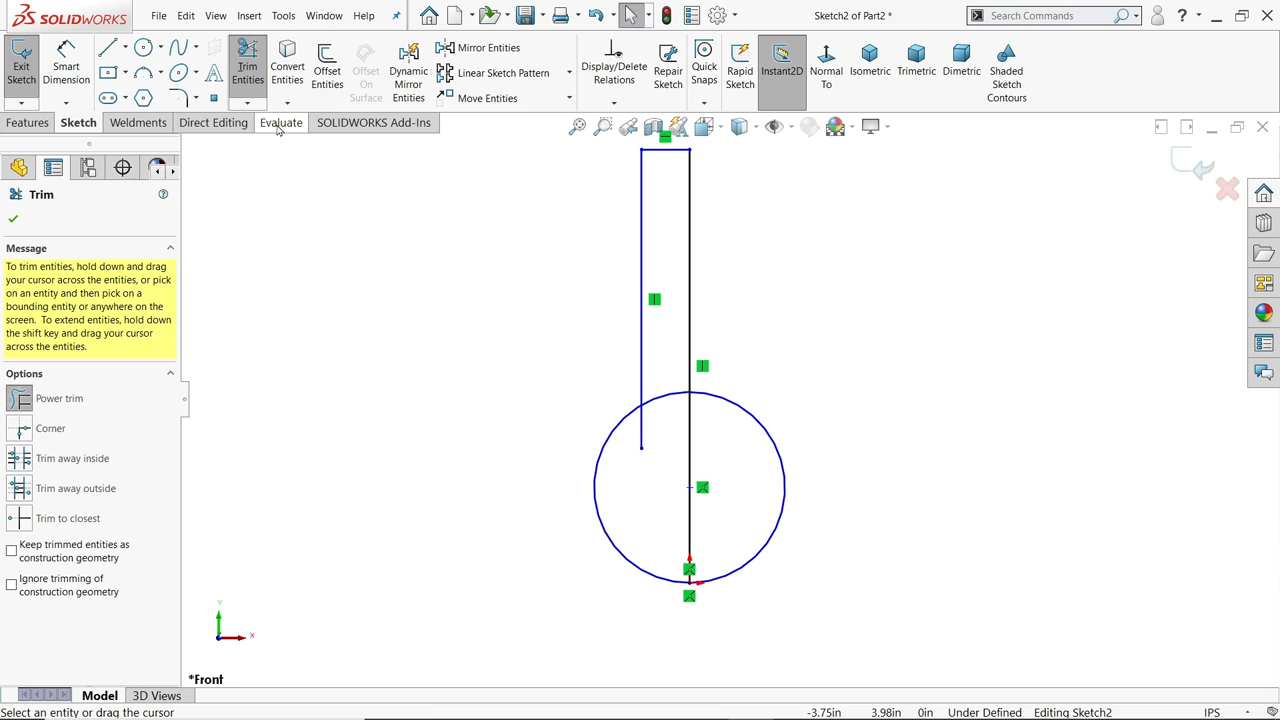 SOLIDWORKS File Edit View Insert Tools Window Help Sketch2 of Part2 * Search Commands ?
Exit Sketch
Smart Dimension
Trim Entities
Convert Entities
Offset Entities
Offset On Surface
Dynamic Mirror Entities
Mirror Entities
Linear Sketch Pattern
Move Entities
Display/Delete Relations
Repair Sketch
Quick Snaps
Rapid Sketch
Instant2D
Normal To
Isometric
Trimetric
Dimetric
Shaded Sketch Contours
Features Sketch Weldments Direct Editing Evaluate SOLIDWORKS Add-Ins
Trim
Message
To trim entities, hold down and drag
your cursor across the entities, or pick
on an entity and then pick on a
bounding entity or anywhere on the
screen. To extend entities, hold down
the shift key and drag your cursor
across the entities.
Options
Power trim
Corner
Trim away inside
Trim away outside
Trim to closest
Keep trimmed entities as
construction geometry
Ignore trimming of
construction geometry
Y
X
*Front
Model 3D Views
Select an entity or drag the cursor -3.75in 3.98in 0in Under Defined Editing Sketch2 IPS